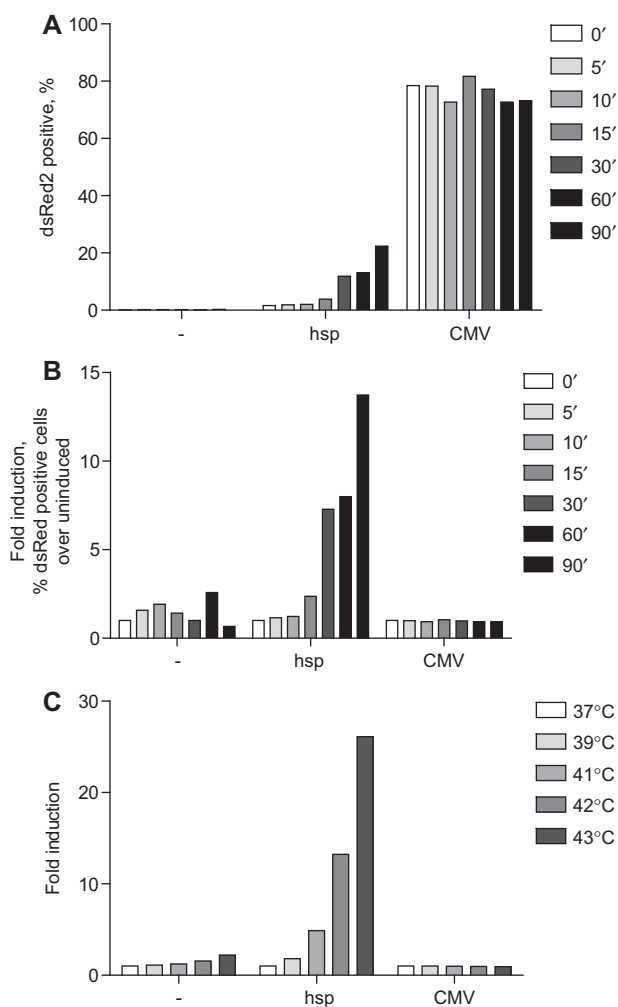 A
dsRed2 positive, %
100
80
60
40
20
0
-
hsp
CMV
0′
5′
10′
15′
30′
60′
90′
B
Fold induction,
% dsRed positive cells
over uninduced
15
10
5
0
-
hsp
CMV
0′
5′
10′
15′
30′
60′
90′
C
Fold induction
30
20
10
0
-
hsp
CMV
37°C
39°C
41°C
42°C
43°C